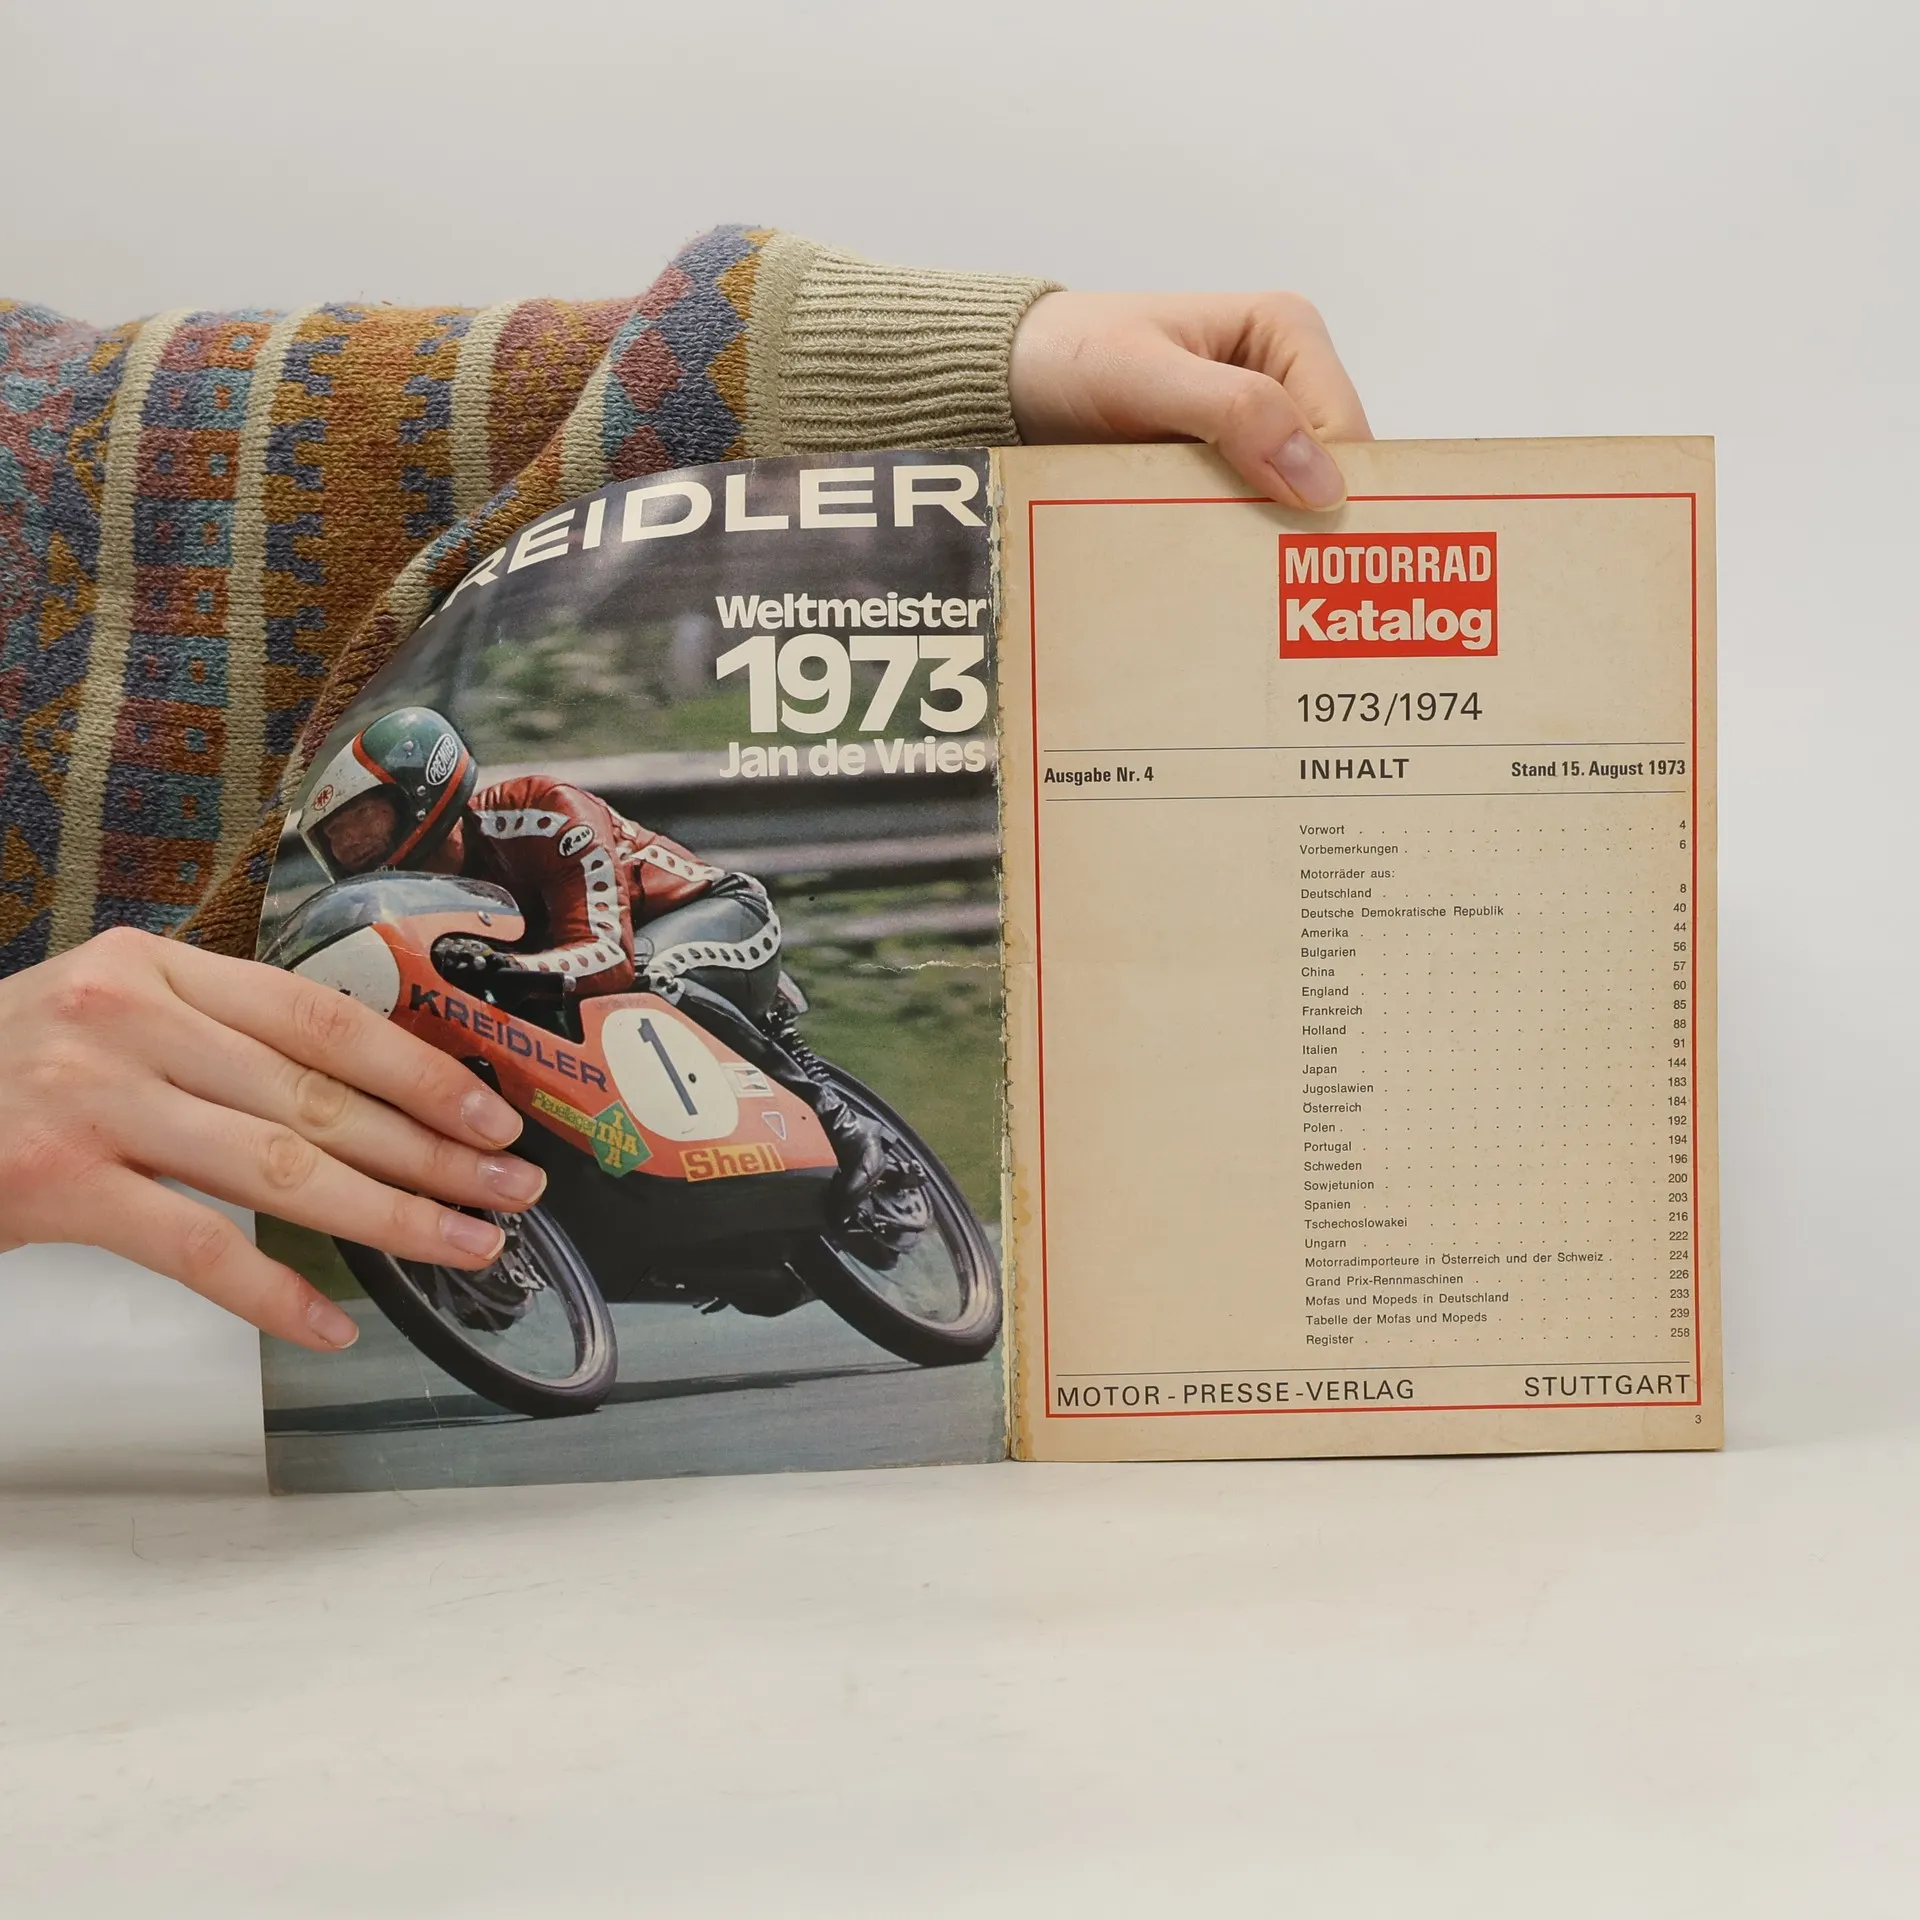 KREIDLER
Weltmeister
1973
Jan de Vries
PREMIER
KREIDLER
1
Pleuellager
INA
Shell
MOTORRAD
Katalog
1973/1974
Ausgabe Nr. 4 INHALT Stand 15. August 1973
Vorwort . . . . . . . . . . . . . 4
Vorbemerkungen . . . . . . . . . . . 6
Motorräder aus:
Deutschland . . . . . . . . . . . . 8
Deutsche Demokratische Republik . . . . . . . 40
Amerika . . . . . . . . . . . . . 44
Bulgarien . . . . . . . . . . . . 56
China . . . . . . . . . . . . 57
England . . . . . . . . . . . . . 60
Frankreich . . . . . . . . . . . . 85
Holland . . . . . . . . . . . . . 88
Italien . . . . . . . . . . . . . 91
Japan . . . . . . . . . . . . . 144
Jugoslawien . . . . . . . . . . . . 183
Österreich . . . . . . . . . . . . 184
Polen . . . . . . . . . . . . . . 192
Portugal . . . . . . . . . . . . . 194
Schweden . . . . . . . . . . . . 196
Sowjetunion . . . . . . . . . . . . 200
Spanien . . . . . . . . . . . . 203
Tschechoslowakei . . . . . . . . . . 216
Ungarn . . . . . . . . . . . . . 222
Motorradimporteure in Österreich und der Schweiz . . . 224
Grand Prix-Rennmaschinen . . . . . . . . 226
Mofas und Mopeds in Deutschland . . . . . . . 233
Tabelle der Mofas und Mopeds . . . . . . . . 239
Register . . . . . . . . . . . . . 258
MOTOR-PRESSE-VERLAG STUTTGART
3